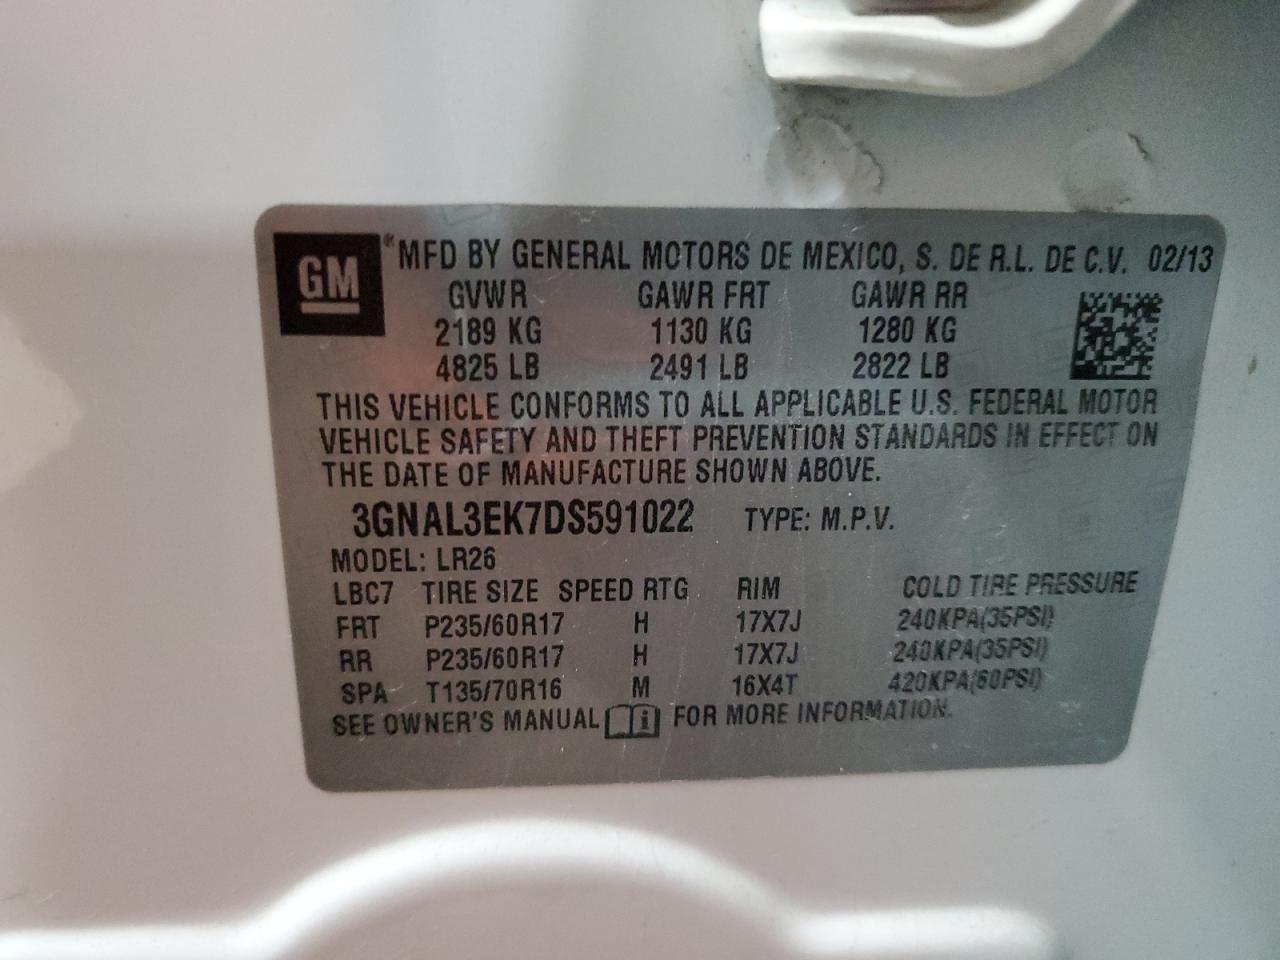 GM ® MFD BY GENERAL MOTORS DE MEXICO, S. DE R.L. DE C.V. 02/13
GVWR GAWR FRT GAWR RR
2189 KG 1130 KG 1280 KG
4825 LB 2491 LB 2822 LB
THIS VEHICLE CONFORMS TO ALL APPLICABLE U.S. FEDERAL MOTOR
VEHICLE SAFETY AND THEFT PREVENTION STANDARDS IN EFFECT ON
THE DATE OF MANUFACTURE SHOWN ABOVE.
3GNAL3EK7DS591022 TYPE: M.P.V.
MODEL: LR26
LBC7 TIRE SIZE SPEED RTG RIM COLD TIRE PRESSURE
FRT P235/60R17 H 17X7J 240KPA(35PSI)
RR P235/60R17 H 17X7J 240KPA(35PSI)
SPA T135/70R16 M 16X4T 420KPA(60PSI)
SEE OWNER'S MANUAL i FOR MORE INFORMATION.